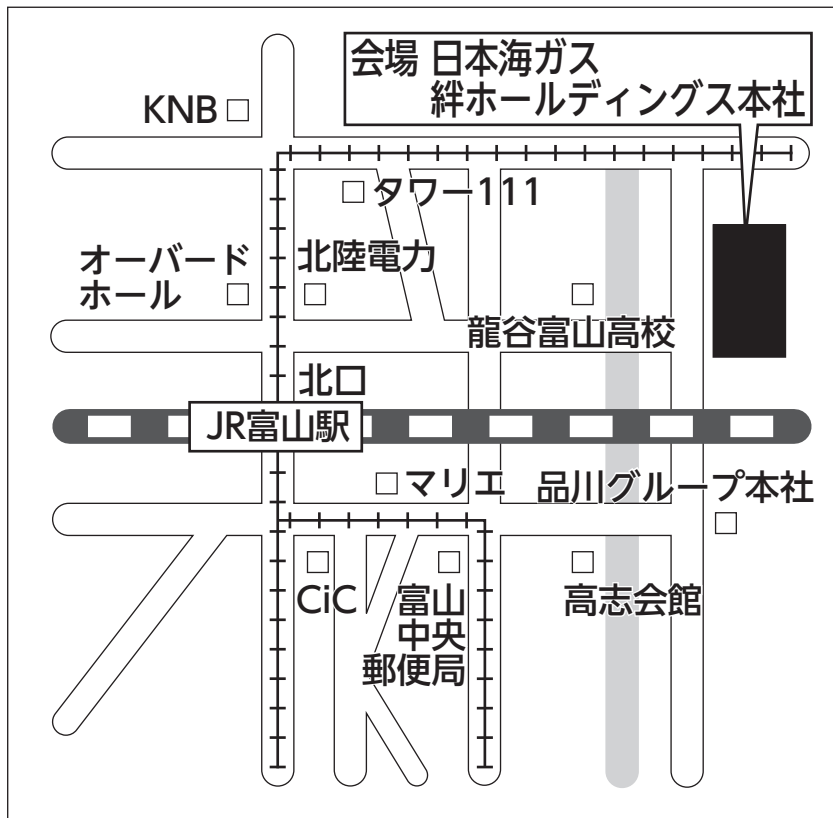 会場 日本海ガス
絆ホールディングス本社
KNB
タワー111
オーバード
ホール
北陸電力
龍谷富山高校
北口
JR富山駅
マリエ
品川グループ本社
CiC
富山
中央
郵便局
高志会館